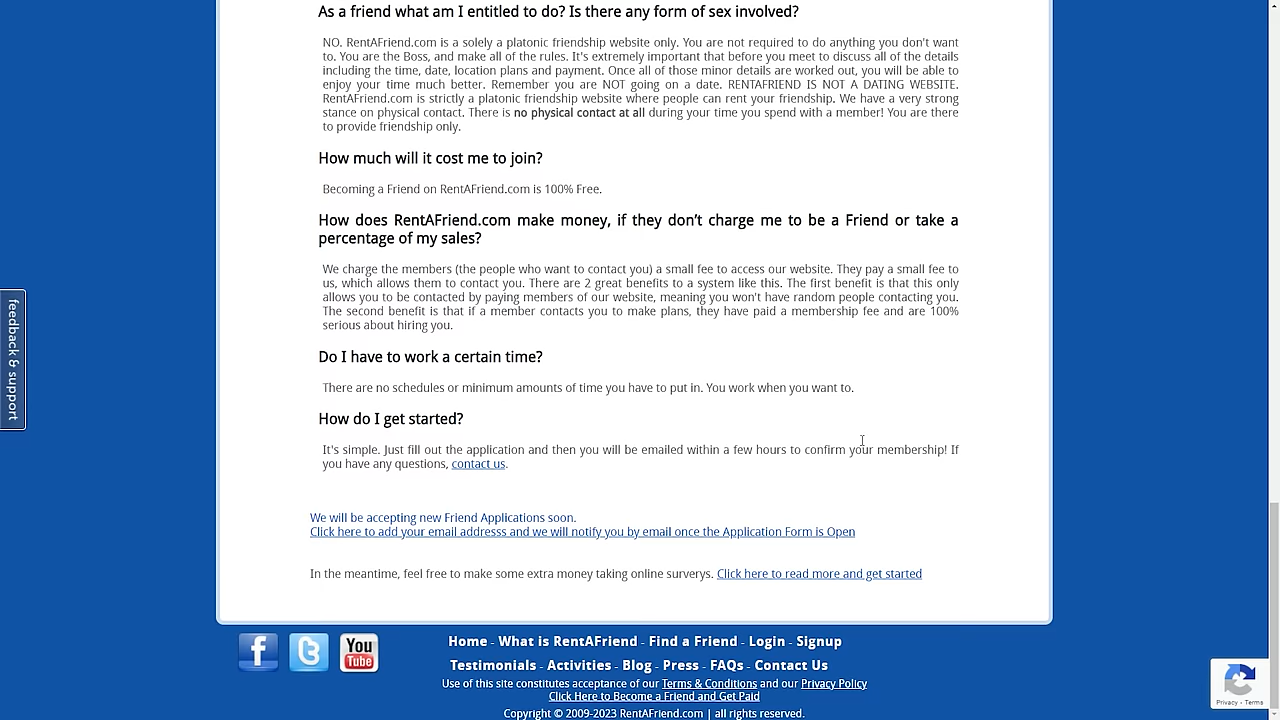 As a friend what am I entitled to do? Is there any form of sex involved?
NO. RentAFriend.com is a solely a platonic friendship website only. You are not required to do anything you don't want
to. You are the Boss, and make all of the rules. It's extremely important that before you meet to discuss all of the details
including the time, date, location plans and payment. Once all of those minor details are worked out, you will be able to
enjoy your time much better. Remember you are NOT going on a date. RENTAFRIEND IS NOT A DATING WEBSITE.
RentAFriend.com is strictly a platonic friendship website where people can rent your friendship. We have a very strong
stance on physical contact. There is no physical contact at all during your time you spend with a member! You are there
to provide friendship only.
How much will it cost me to join?
Becoming a Friend on RentAFriend.com is 100% Free.
How does RentAFriend.com make money, if they don’t charge me to be a Friend or take a
percentage of my sales?
We charge the members (the people who want to contact you) a small fee to access our website. They pay a small fee to
us, which allows them to contact you. There are 2 great benefits to a system like this. The first benefit is that this only
allows you to be contacted by paying members of our website, meaning you won't have random people contacting you.
The second benefit is that if a member contacts you to make plans, they have paid a membership fee and are 100%
serious about hiring you.
Do I have to work a certain time?
There are no schedules or minimum amounts of time you have to put in. You work when you want to.
How do I get started?
It's simple. Just fill out the application and then you will be emailed within a few hours to confirm your membership! If
you have any questions, contact us.
We will be accepting new Friend Applications soon.
Click here to add your email addresss and we will notify you by email once the Application Form is Open
In the meantime, feel free to make some extra money taking online surverys. Click here to read more and get started
feedback & support
f
t
You Tube
Home - What is RentAFriend - Find a Friend - Login - Signup
Testimonials - Activities - Blog - Press - FAQs - Contact Us
Use of this site constitutes acceptance of our Terms & Conditions and our Privacy Policy
Click Here to Become a Friend and Get Paid
Copyright © 2009-2023 RentAFriend.com | all rights reserved.
Privacy - Terms